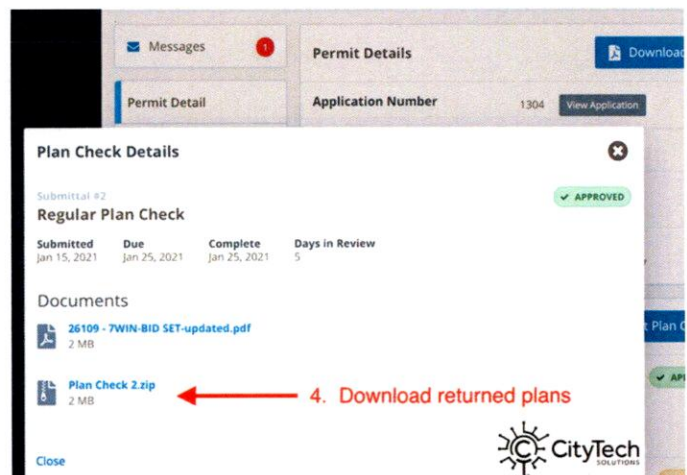 Messages 1
Permit Details
Download
Permit Detail
Application Number 1304 View Application
Plan Check Details
Submittal #2
APPROVED
Regular Plan Check
Submitted Due Complete Days in Review
Jan 15, 2021 Jan 25, 2021 Jan 25, 2021 5
Documents
26109 - 7WIN-BID SET-updated.pdf
2 MB
Plan Check 2.zip
2 MB
4. Download returned plans
Plan
Close
CityTech
SOLUTIONS